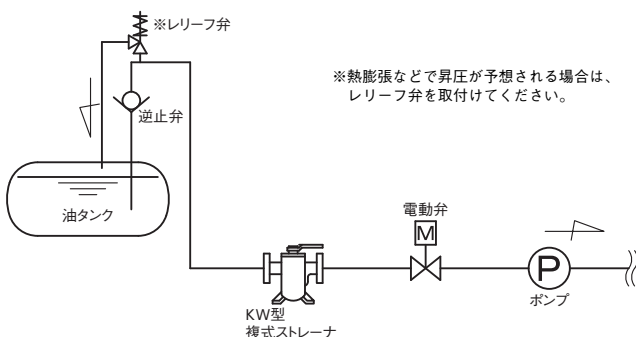 ※レリーフ弁
※熱膨張などで昇圧が予想される場合は、
レリーフ弁を取付けてください。
逆止弁
油タンク
電動弁
M
P
ポンプ
KW型
複式ストレーナ